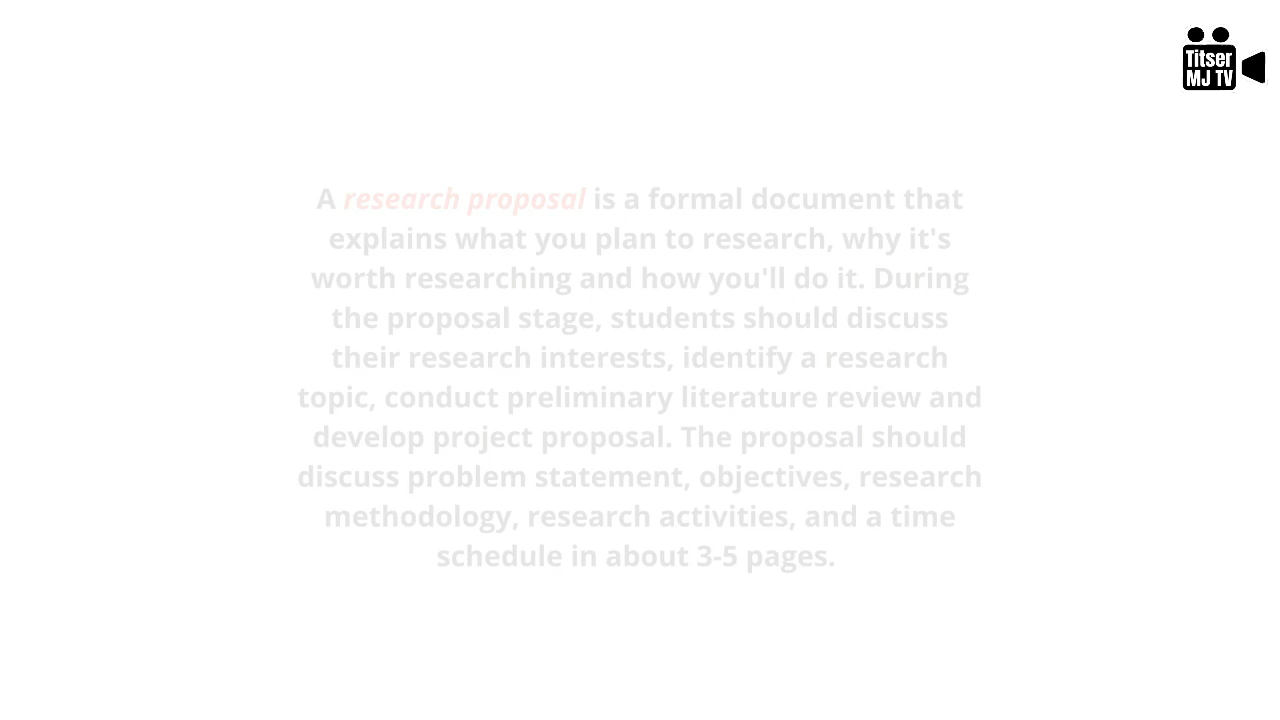 Titser
MJ TV
A research proposal is a formal document that
explains what you plan to research, why it's
worth researching and how you'll do it. During
the proposal stage, students should discuss
their research interests, identify a research
topic, conduct preliminary literature review and
develop project proposal. The proposal should
discuss problem statement, objectives, research
methodology, research activities, and a time
schedule in about 3-5 pages.